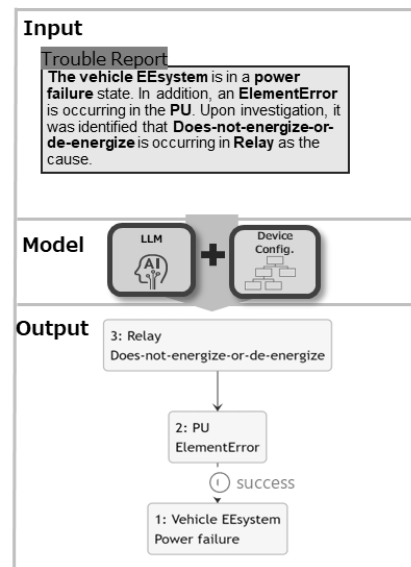 Input
Trouble Report
The vehicle EEsystem is in a power
failure state. In addition, an ElementError
is occurring in the PU. Upon investigation, it
was identified that Does-not-energize-or-
de-energize is occurring in Relay as the
cause.
Model
LLM
AI
Device
Config.
Output
3: Relay
Does-not-energize-or-de-energize
2: PU
ElementError
success
1: Vehicle EEsystem
Power failure